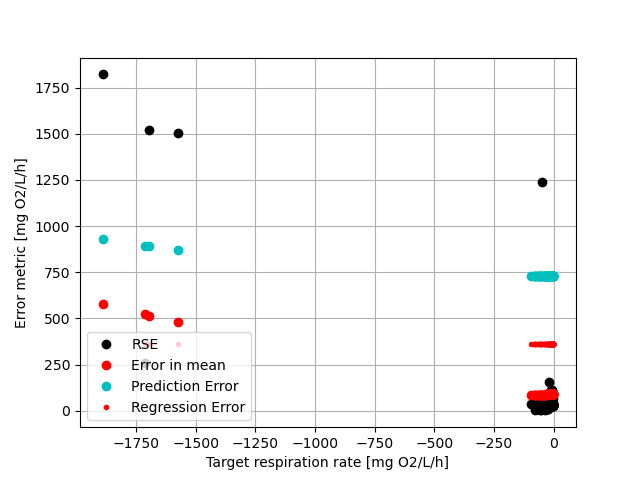 1750
1500
1250
1000
750
500
250
0
Error metric [mg O2/L/h]
RSE
Error in mean
Prediction Error
Regression Error
−1750 −1500 −1250 −1000 −750 −500 −250 0
Target respiration rate [mg O2/L/h]